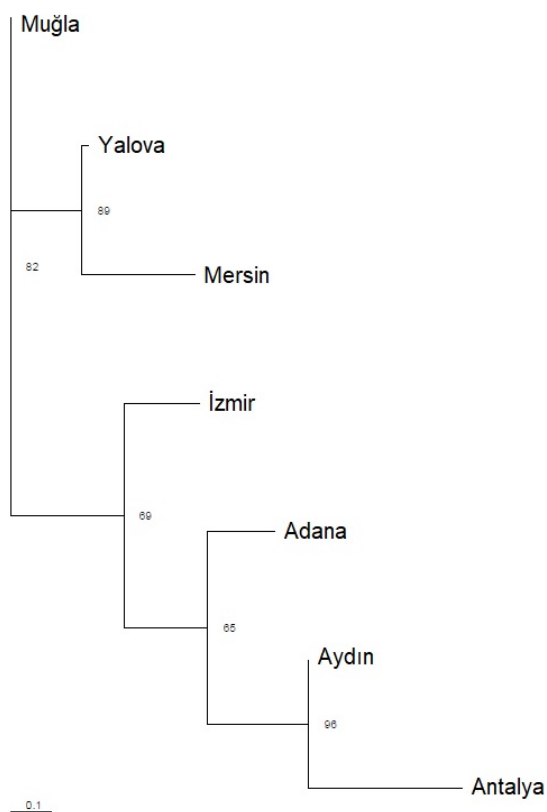 Muğla
Yalova
89
82
Mersin
İzmir
69
Adana
65
Aydın
96
Antalya
0.1